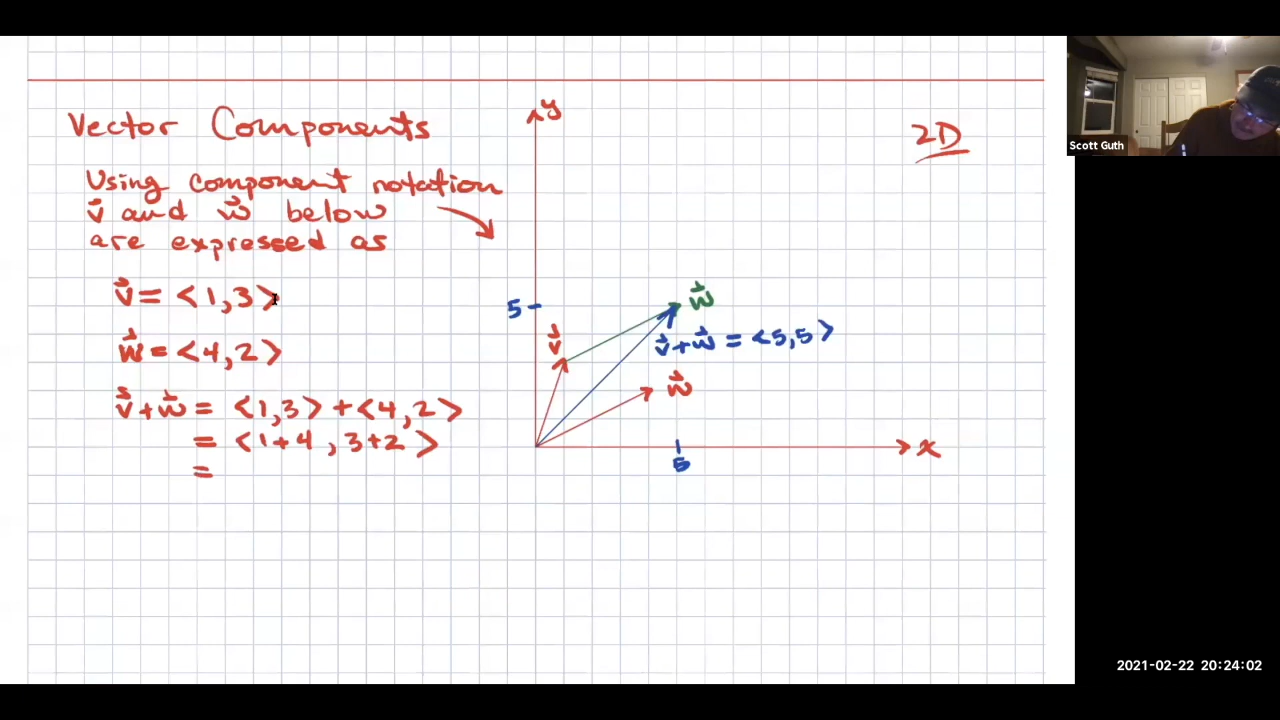 Vector Components
2D
Using component notation
v⃗ and w⃗ below
are expressed as
v⃗ = <1,3>
w⃗ = <4,2>
v⃗+w⃗ = <1,3> + <4,2>
= <1+4, 3+2>
=
y
5
v⃗
w⃗
v⃗+w⃗ = <5,5>
w⃗
x
5
Scott Guth
2021-02-22 20:24:02